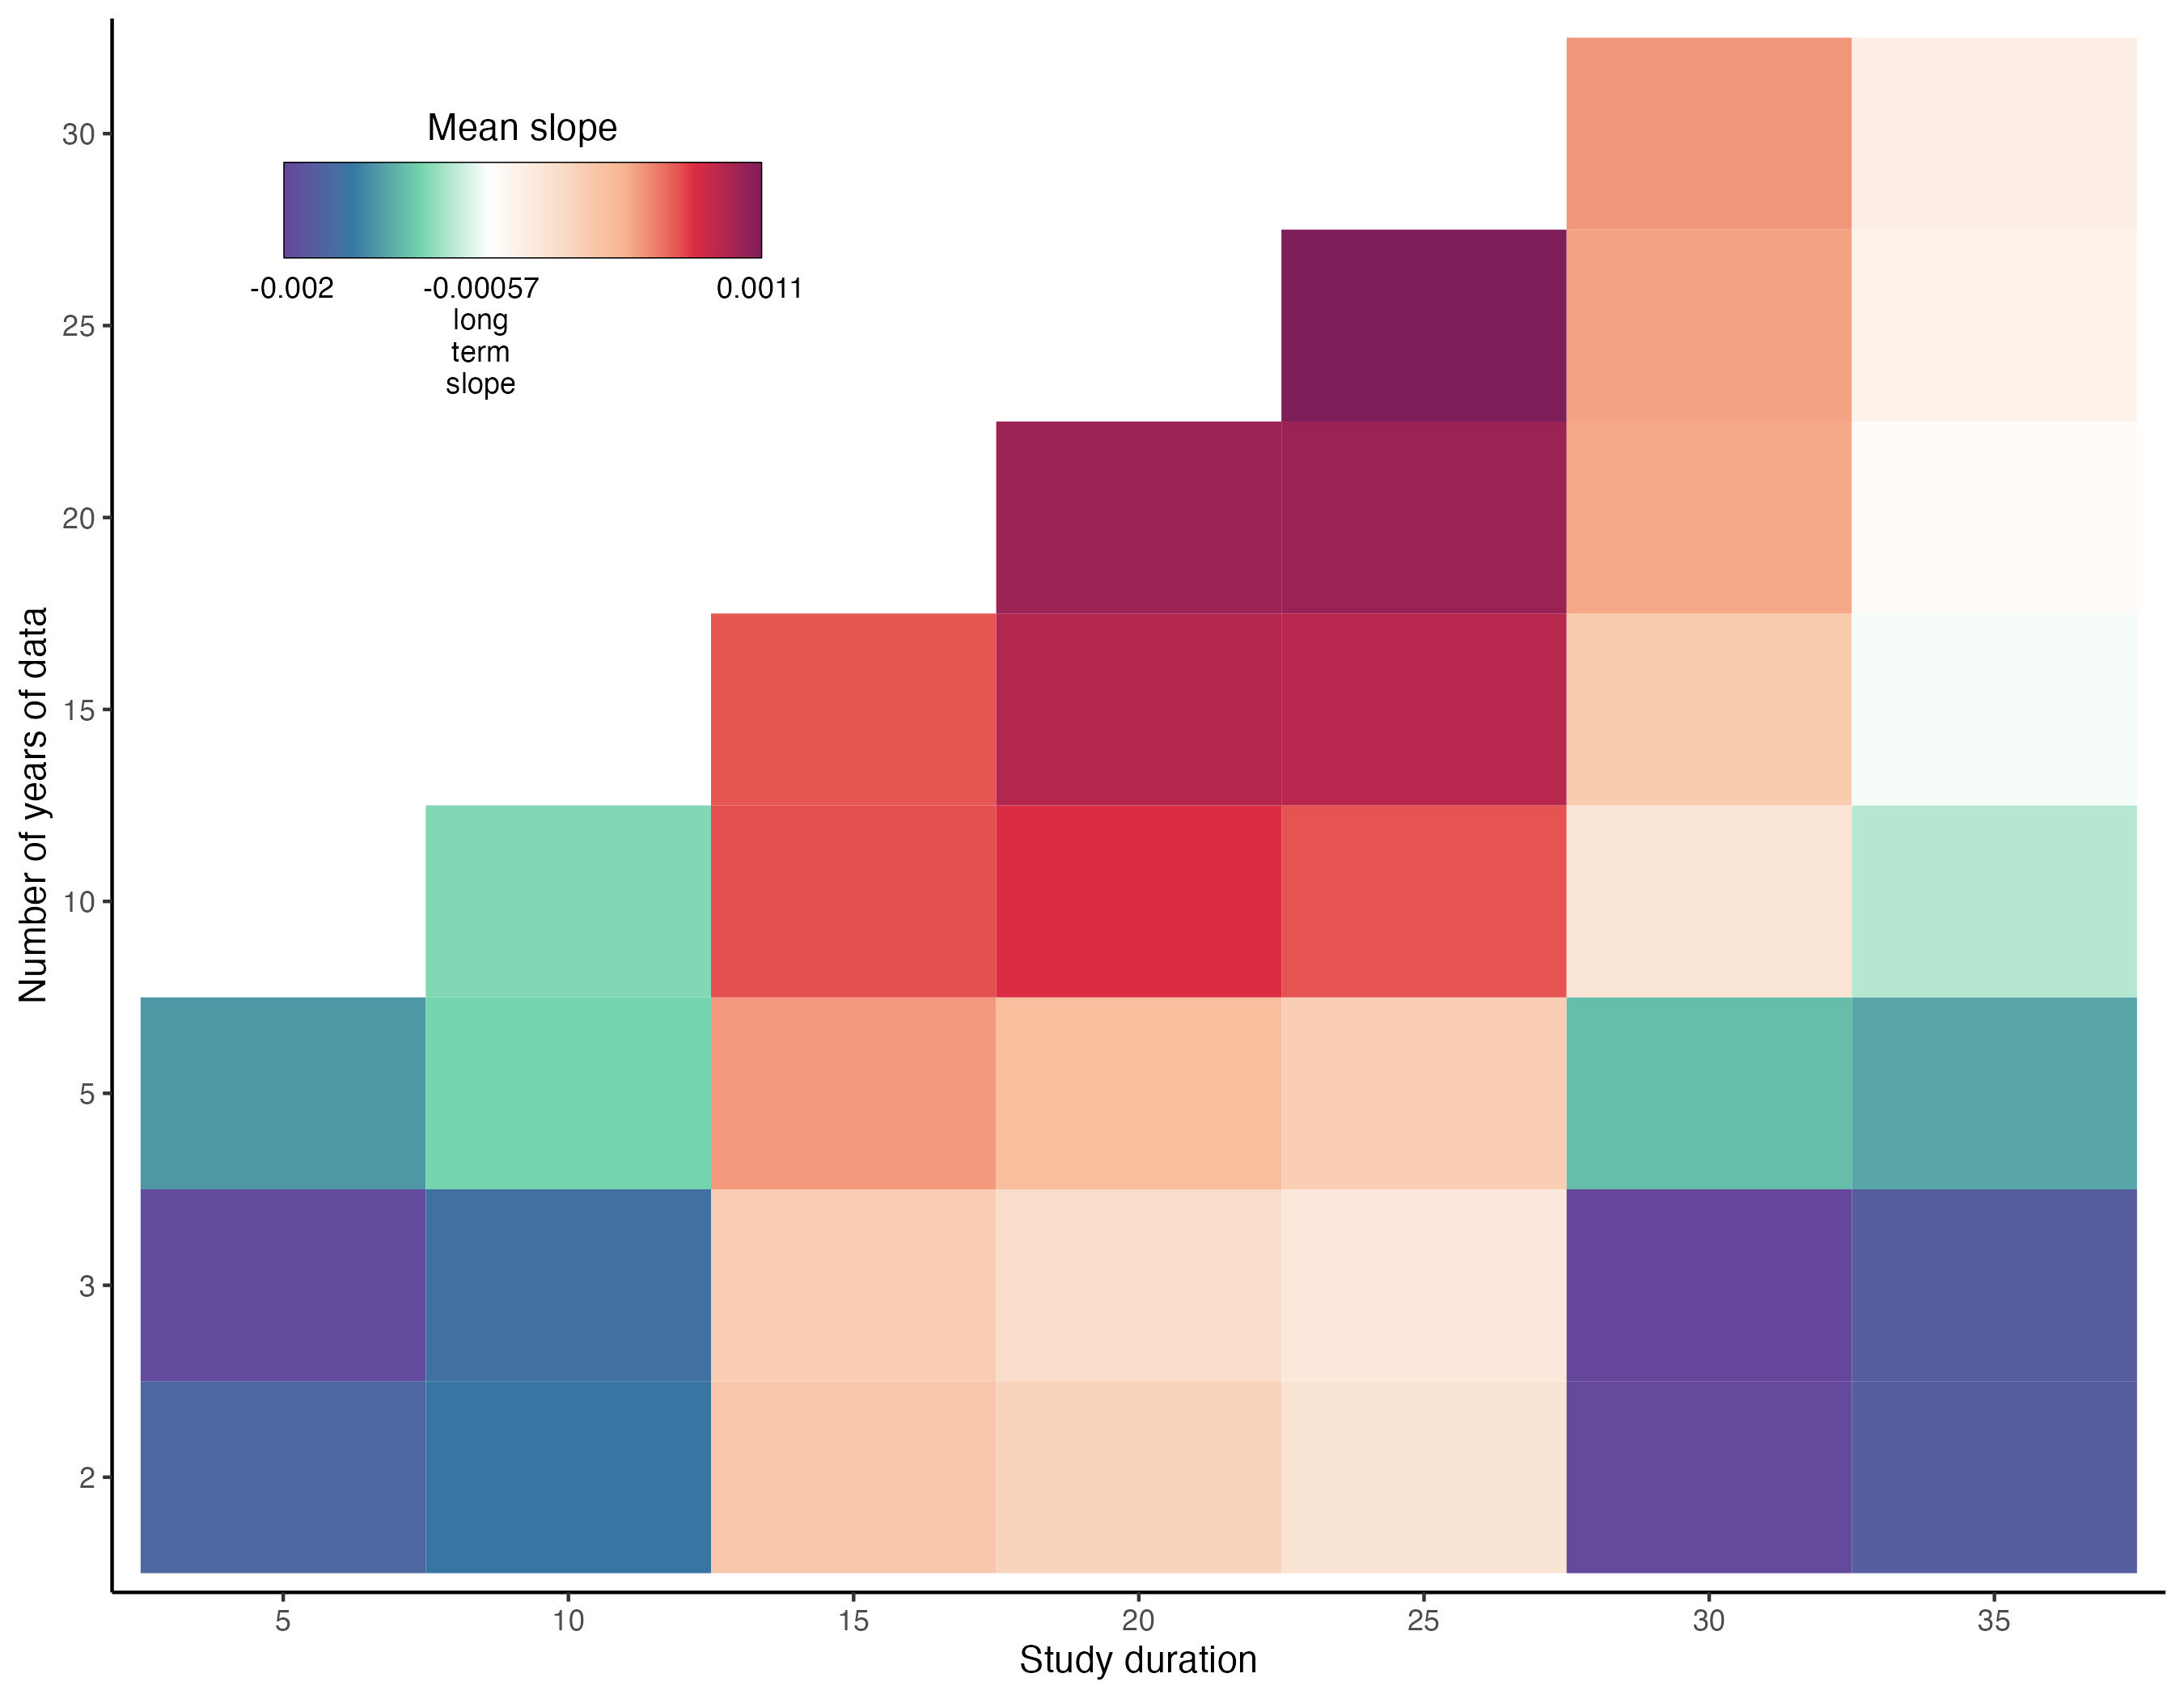 Mean slope
-0.002 -0.00057 0.0011
long
term
slope
Number of years of data
30
25
20
15
10
5
3
2
5 10 15 20 25 30 35
Study duration